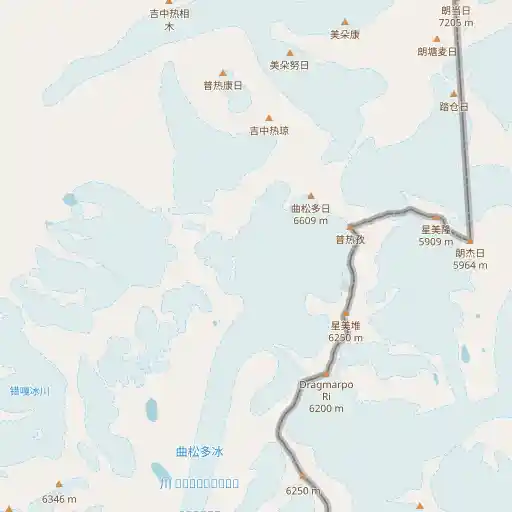 朗当日
7205 m
吉中热相
木
美朵康
朗塘麦日
美朵努日
普热康日
踏仓日
吉中热琼
曲松多日
6609 m
普热孜
星美隆
5909 m
朗杰日
5964 m
星美堆
6250 m
Dragmarpo
Ri
6200 m
错嘎冰川
曲松多冰
川
6250 m
6346 m